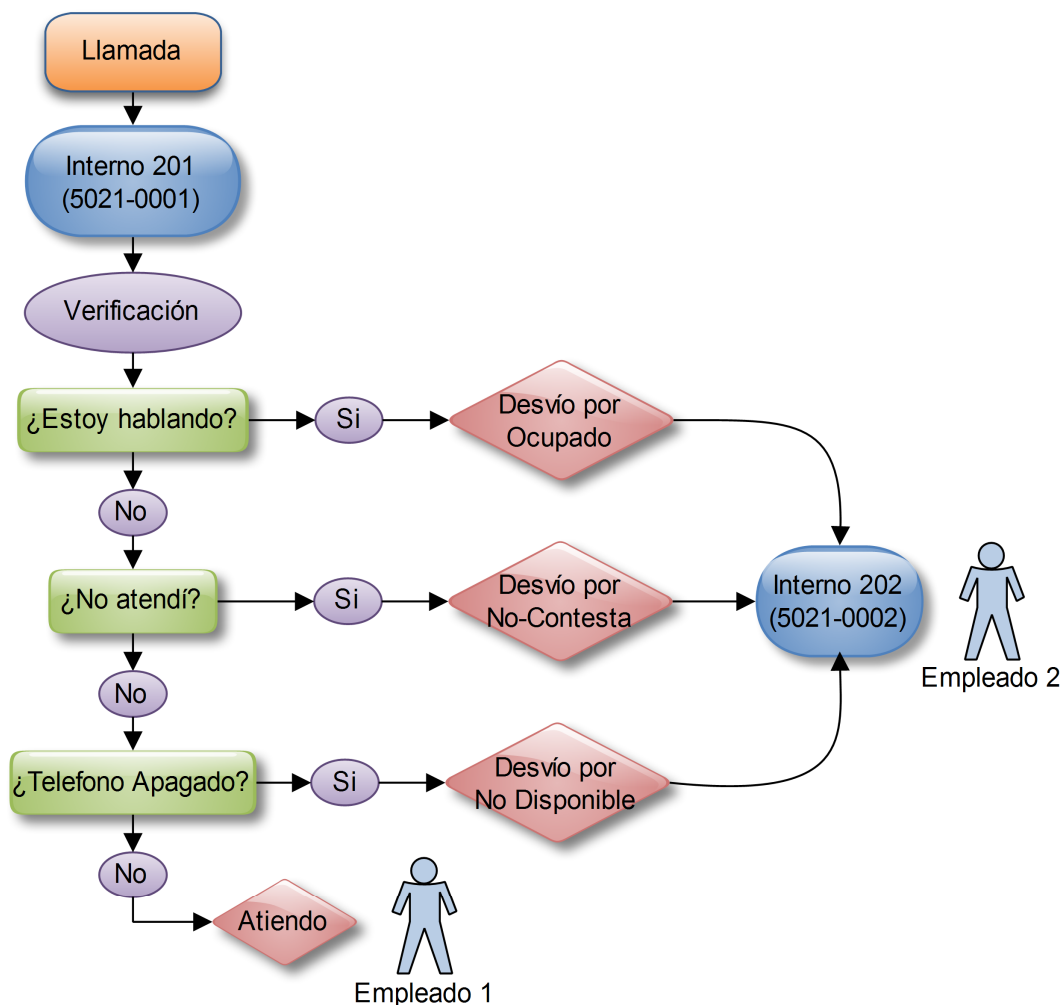 Llamada
Interno 201
(5021-0001)
Verificación
¿Estoy hablando?
Si
Desvío por
Ocupado
No
¿No atendí?
Si
Desvío por
No-Contesta
Interno 202
(5021-0002)
Empleado 2
No
¿Telefono Apagado?
Si
Desvío por
No Disponible
No
Atiendo
Empleado 1